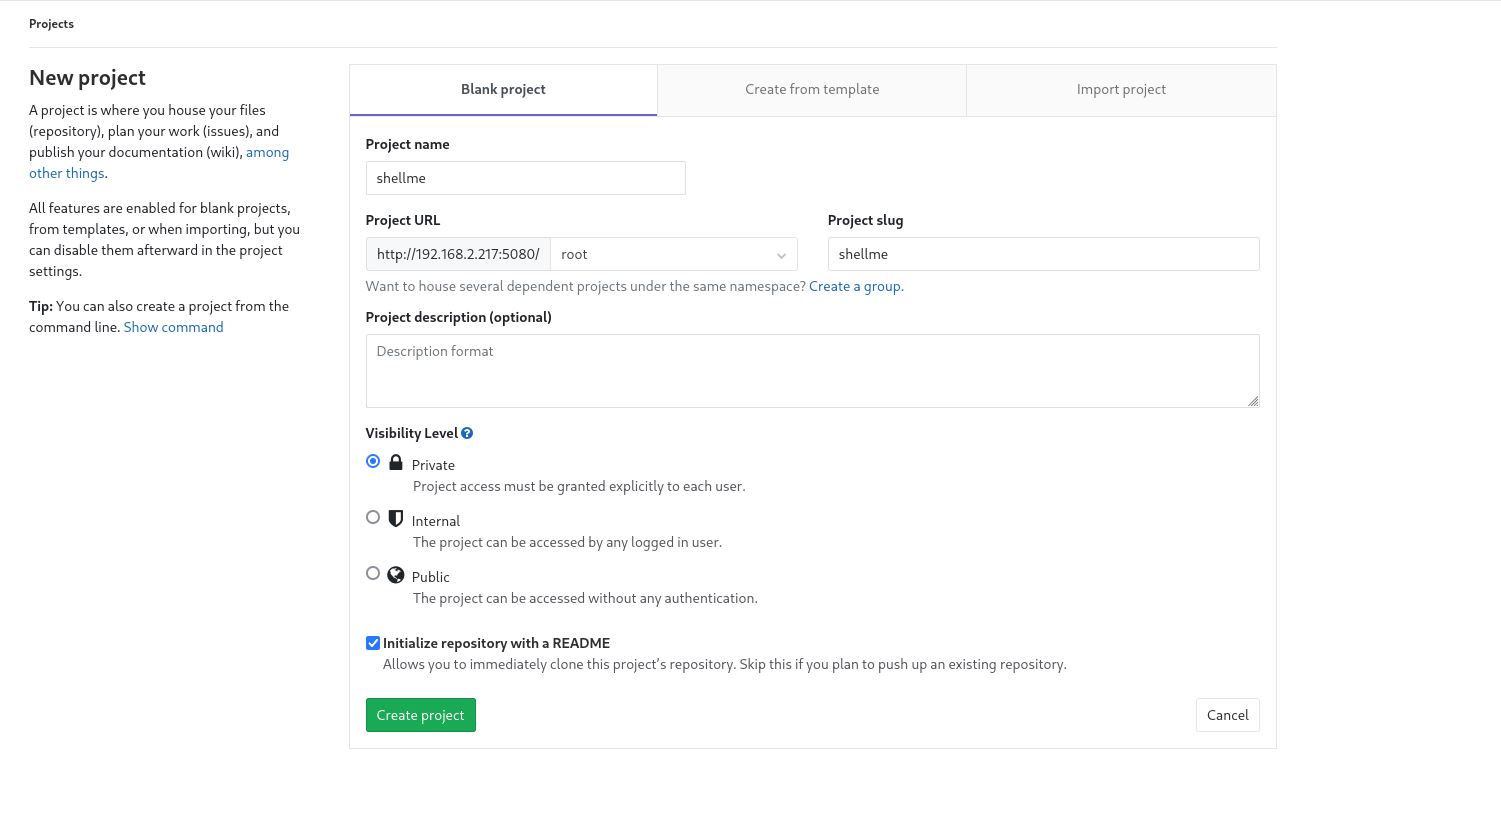 Projects
New project
A project is where you house your files
(repository), plan your work (issues), and
publish your documentation (wiki), among
other things.
All features are enabled for blank projects,
from templates, or when importing, but you
can disable them afterward in the project
settings.
Tip: You can also create a project from the
command line. Show command
Blank project
Create from template
Import project
Project name
shellme
Project URL
Project slug
http://192.168.2.217:5080/
root
shellme
Want to house several dependent projects under the same namespace? Create a group.
Project description (optional)
Description format
Visibility Level
Private
Project access must be granted explicitly to each user.
Internal
The project can be accessed by any logged in user.
Public
The project can be accessed without any authentication.
Initialize repository with a README
Allows you to immediately clone this project's repository. Skip this if you plan to push up an existing repository.
Create project
Cancel